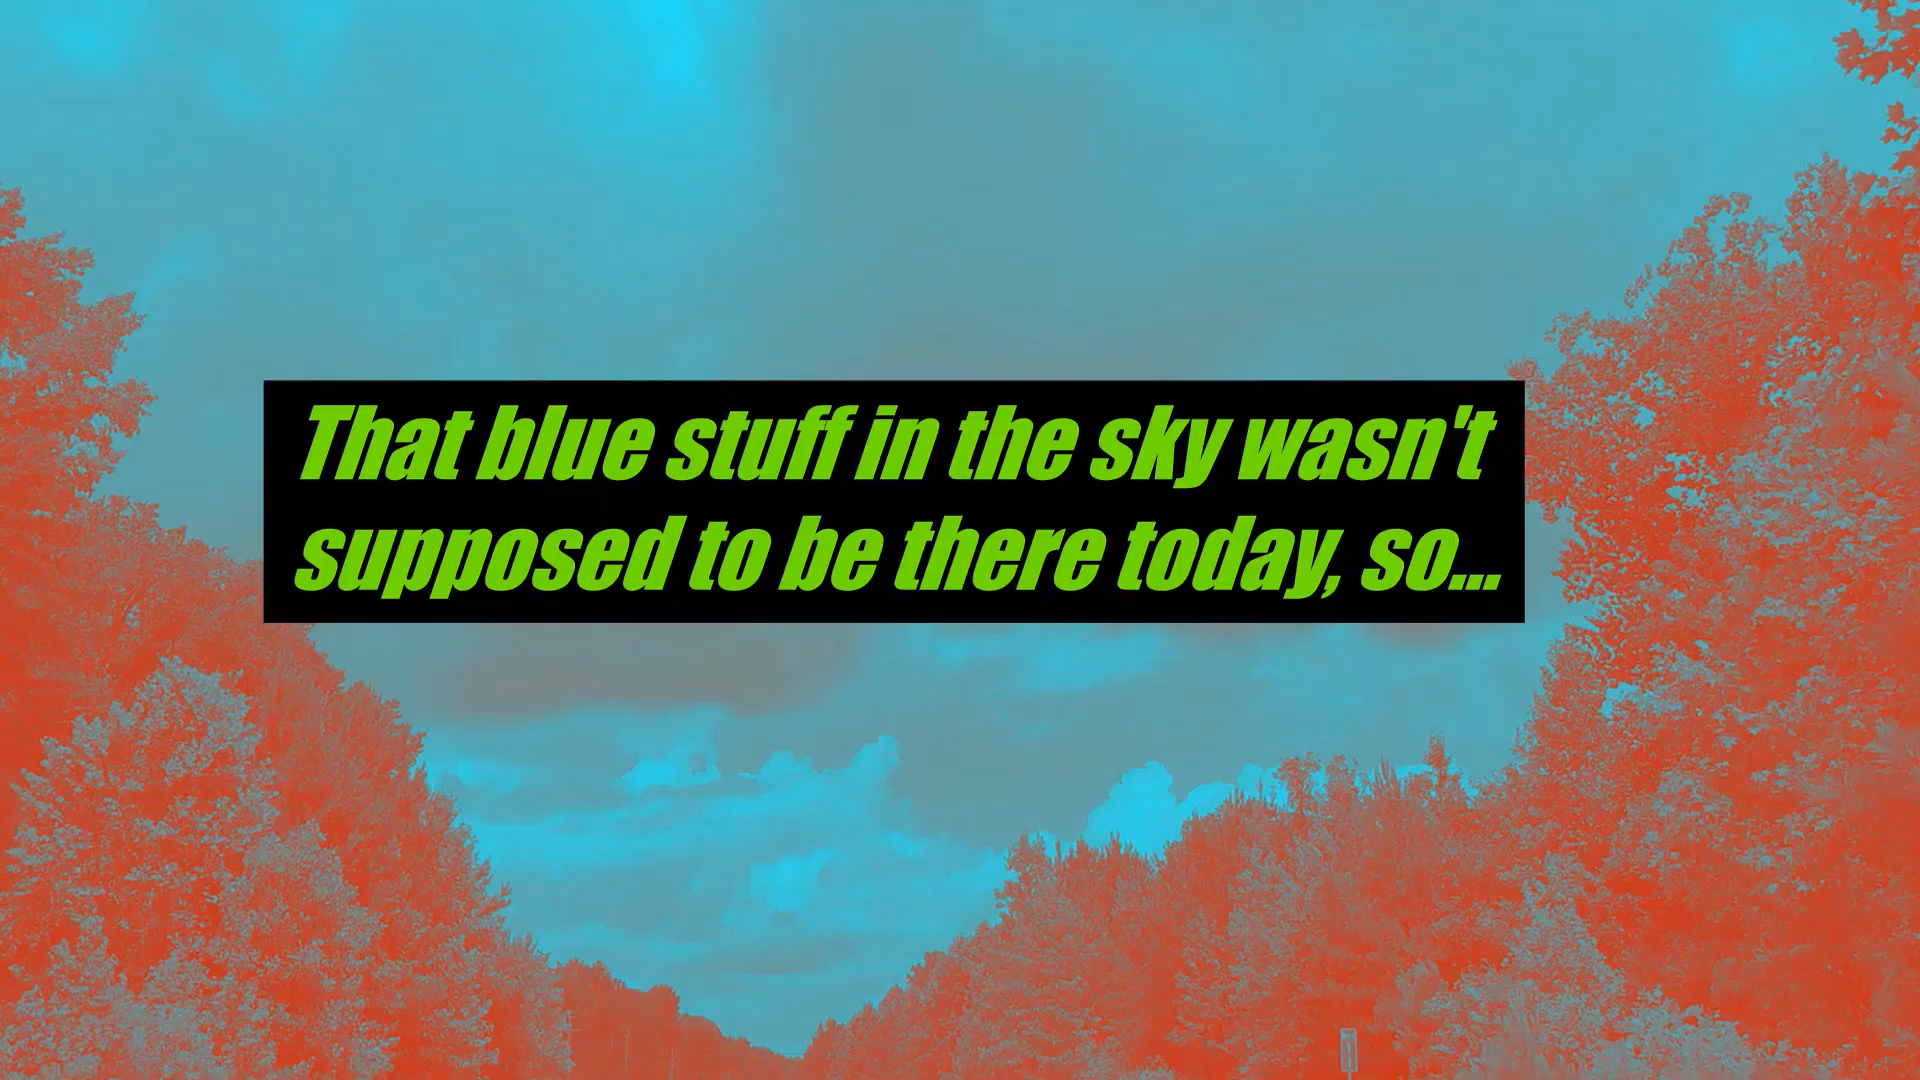 That blue stuff in the sky wasn't
supposed to be there today, so...